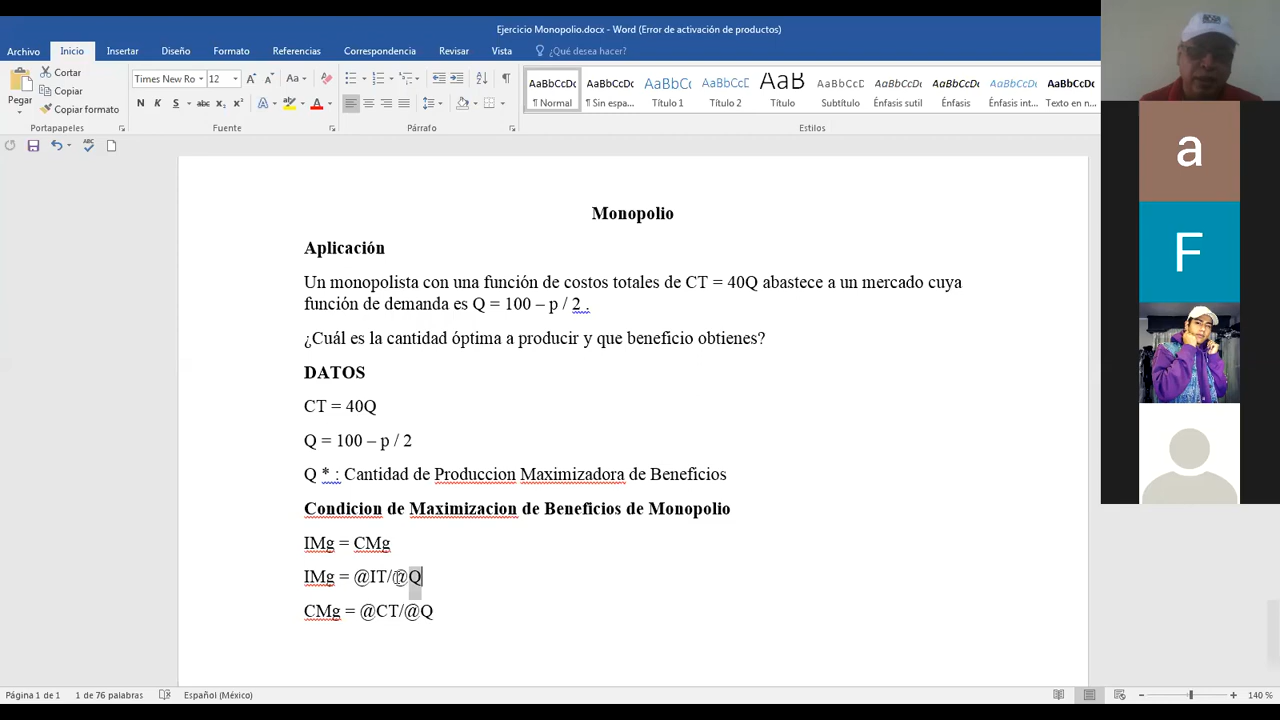 Ejercicio Monopolio.docx - Word (Error de activación de productos)
Archivo Inicio Insertar Diseño Formato Referencias Correspondencia Revisar Vista ¿Qué desea hacer?
Pegar
Cortar
Copiar
Copiar formato
Portapapeles
Times New Ro 12
N K S abc x₂ x²
Fuente
Párrafo
AaBbCcDc AaBbCcDc AaBbCc AaBbCcD AaB AaBbCcD AaBbCcDc AaBbCcDc AaBbCcDc AaBbCcDc
¶ Normal ¶ Sin espa... Título 1 Título 2 Título Subtítulo Énfasis sutil Énfasis Énfasis int... Texto en n...
Estilos
Monopolio
Aplicación
Un monopolista con una función de costos totales de CT = 40Q abastece a un mercado cuya
función de demanda es Q = 100 – p / 2 .
¿Cuál es la cantidad óptima a producir y que beneficio obtienes?
DATOS
CT = 40Q
Q = 100 – p / 2
Q * : Cantidad de Produccion Maximizadora de Beneficios
Condicion de Maximizacion de Beneficios de Monopolio
IMg = CMg
IMg = @IT/@Q
CMg = @CT/@Q
a
F
Página 1 de 1 1 de 76 palabras Español (México) 140 %